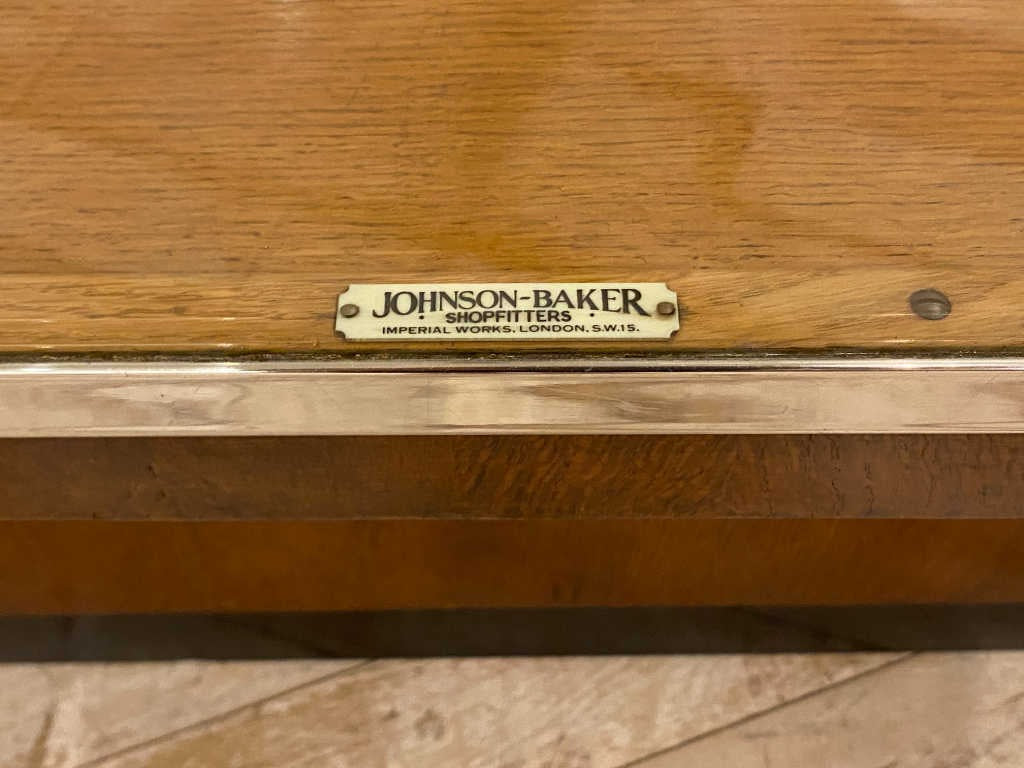 JOHNSON-BAKER
SHOPFITTERS
IMPERIAL WORKS, LONDON, S.W.15.